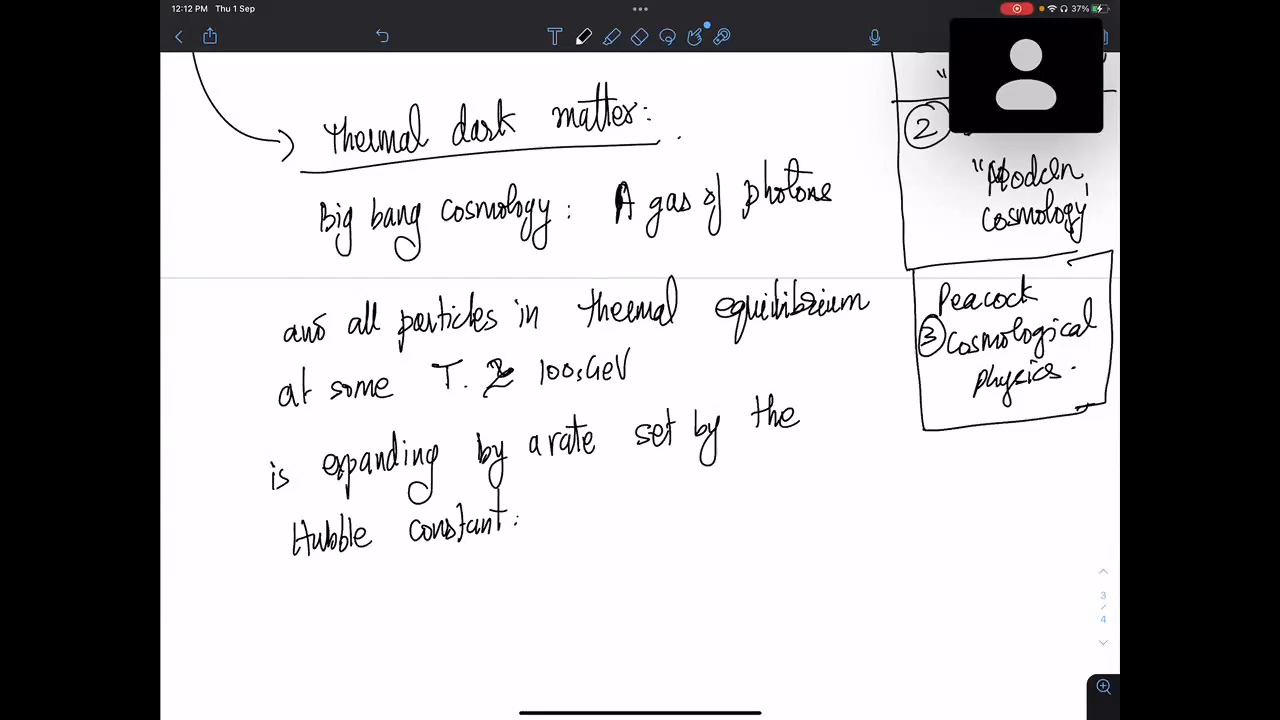 12:12 PM Thu 1 Sep
37%
Thermal dark matter:
Big bang cosmology: A gas of photons
and all particles in thermal equilibrium
at some T. ≳ 100 GeV
is expanding by a rate set by the
Hubble constant:
"
2
"Modern
Cosmology"
Peacock
3 Cosmological
physics.
3
/
4